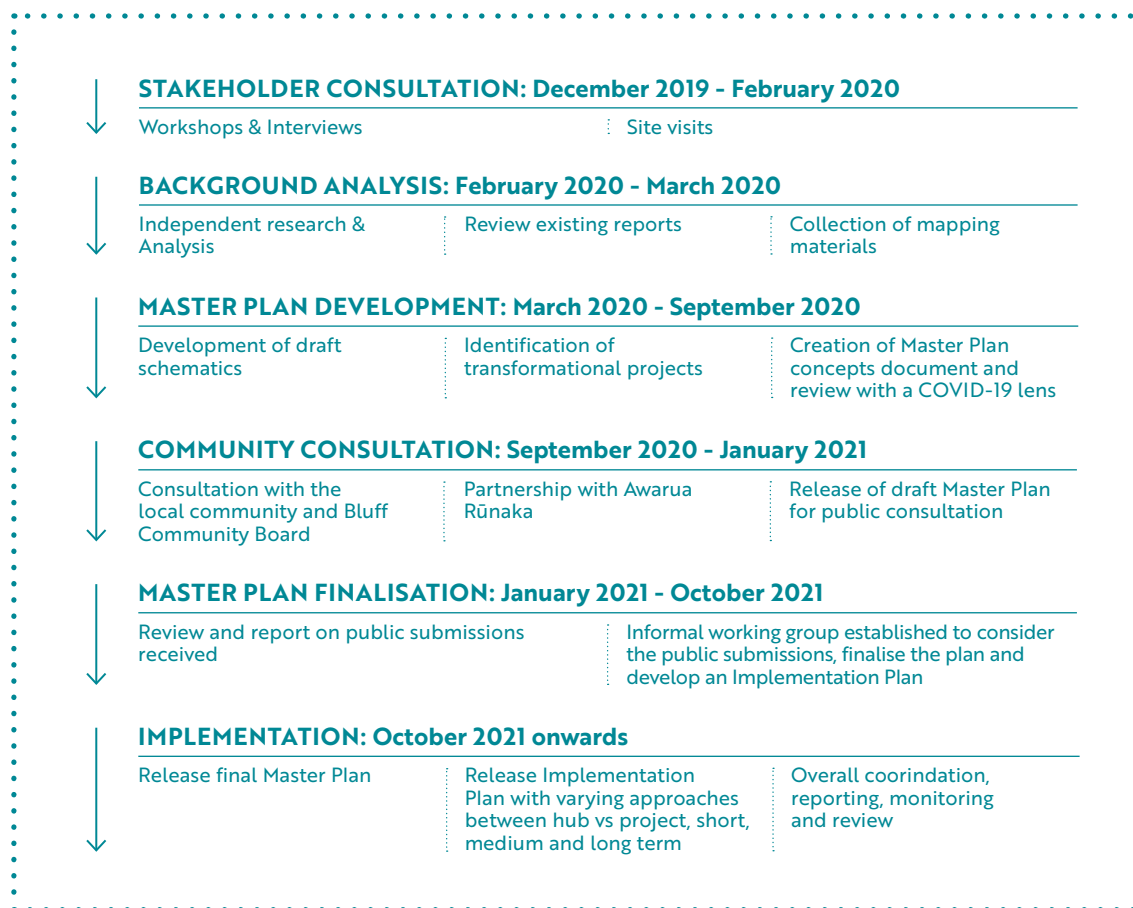 STAKEHOLDER CONSULTATION: December 2019 - February 2020
Workshops & Interviews
Site visits
BACKGROUND ANALYSIS: February 2020 - March 2020
Independent research &
Analysis
Review existing reports
Collection of mapping
materials
MASTER PLAN DEVELOPMENT: March 2020 - September 2020
Development of draft
schematics
Identification of
transformational projects
Creation of Master Plan
concepts document and
review with a COVID-19 lens
COMMUNITY CONSULTATION: September 2020 - January 2021
Consultation with the
local community and Bluff
Community Board
Partnership with Awarua
Rūnaka
Release of draft Master Plan
for public consultation
MASTER PLAN FINALISATION: January 2021 - October 2021
Review and report on public submissions
received
Informal working group established to consider
the public submissions, finalise the plan and
develop an Implementation Plan
IMPLEMENTATION: October 2021 onwards
Release final Master Plan
Release Implementation
Plan with varying approaches
between hub vs project, short,
medium and long term
Overall coorindation,
reporting, monitoring
and review